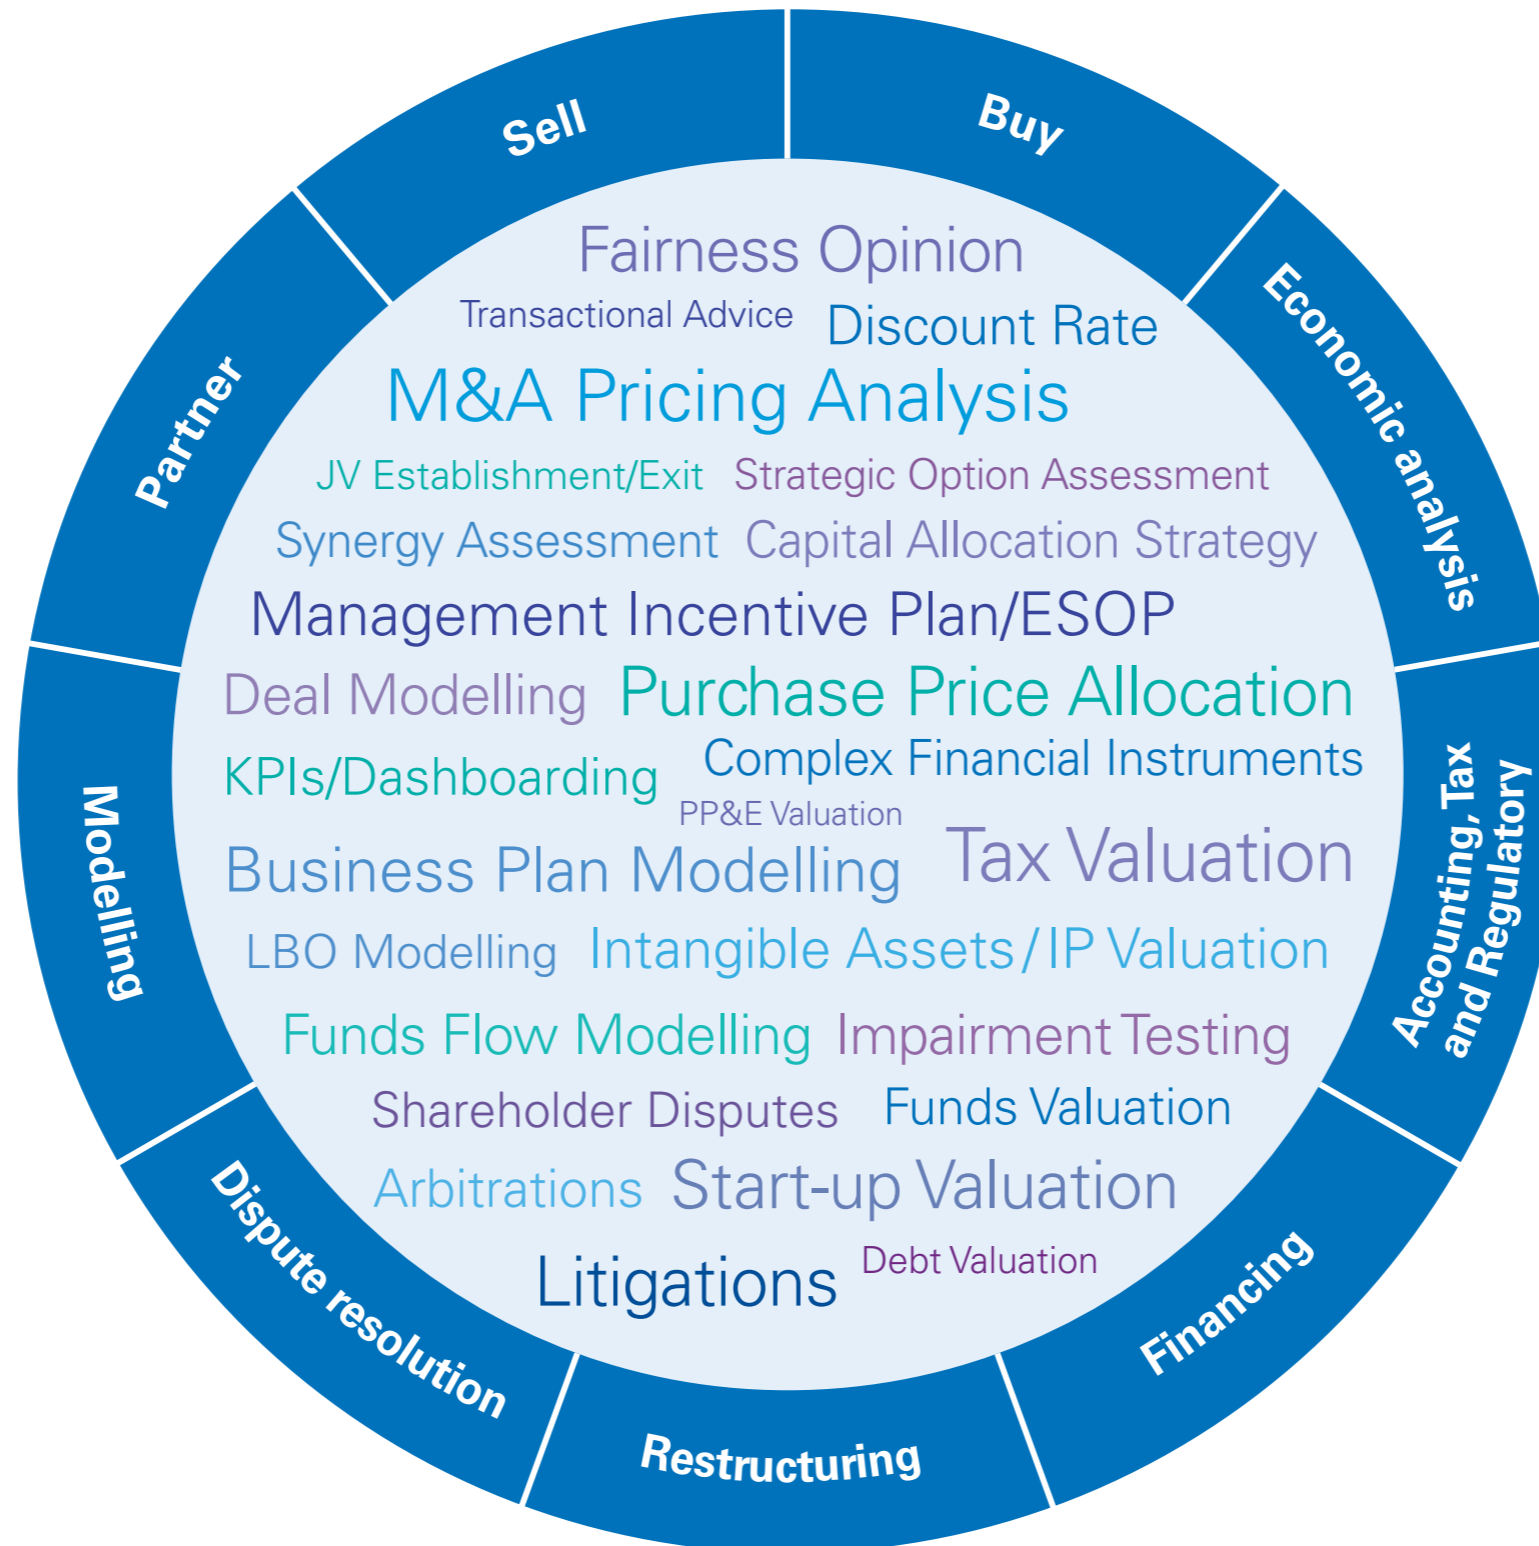 Sell
Buy
Economic analysis
Accounting, Tax
and Regulatory
Financing
Restructuring
Dispute resolution
Modelling
Partner
Fairness Opinion
Transactional Advice
Discount Rate
M&A Pricing Analysis
JV Establishment/Exit
Strategic Option Assessment
Synergy Assessment
Capital Allocation Strategy
Management Incentive Plan/ESOP
Deal Modelling
Purchase Price Allocation
KPIs/Dashboarding
Complex Financial Instruments
PP&E Valuation
Business Plan Modelling
Tax Valuation
LBO Modelling
Intangible Assets/IP Valuation
Funds Flow Modelling
Impairment Testing
Shareholder Disputes
Funds Valuation
Arbitrations
Start-up Valuation
Litigations
Debt Valuation